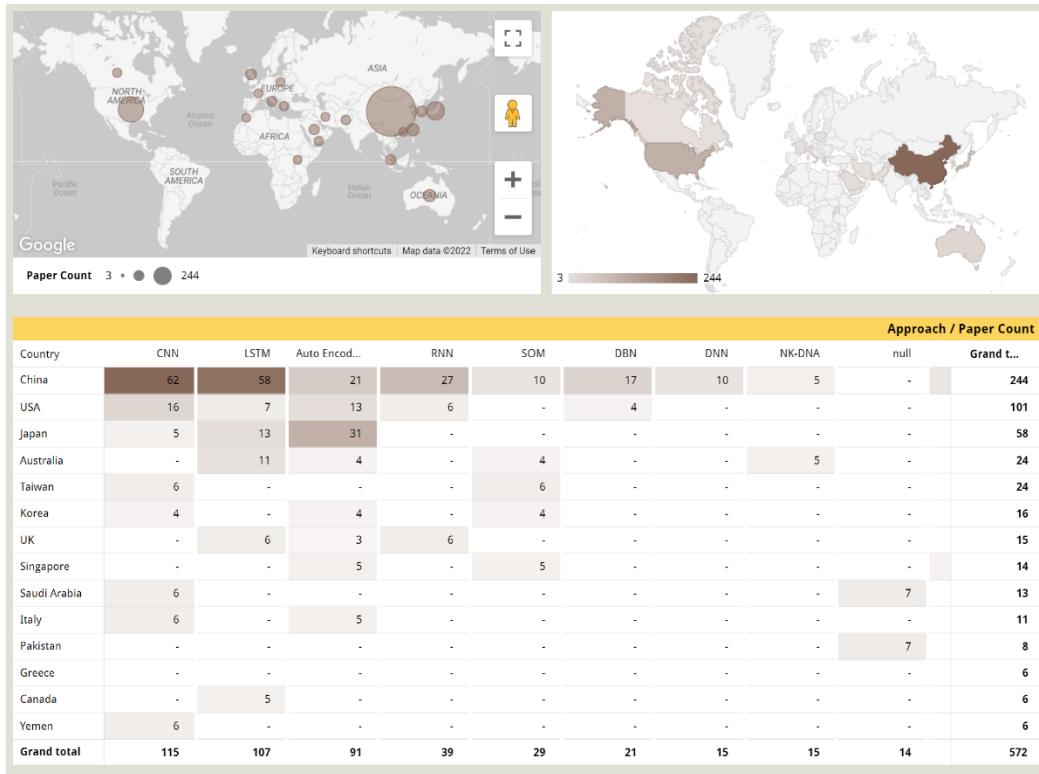 ASIA
NORTH
AMERICA
EUROPE
Atlantic
Ocean
AFRICA
SOUTH
AMERICA
Pacific
Ocean
Indian
Ocean
OCEANIA
Google
Keyboard shortcuts Map data ©2022 Terms of Use
Paper Count 3 244
3 244
Approach / Paper Count
Country CNN LSTM Auto Encod... RNN SOM DBN DNN NK-DNA null Grand t...
China 62 58 21 27 10 17 10 5 - 244
USA 16 7 13 6 - 4 - - - 101
Japan 5 13 31 - - - - - - 58
Australia - 11 4 - 4 - - 5 - 24
Taiwan 6 - - - 6 - - - - 24
Korea 4 - 4 - 4 - - - - 16
UK - 6 3 6 - - - - - 15
Singapore - - 5 - 5 - - - - 14
Saudi Arabia 6 - - - - - - - 7 13
Italy 6 - 5 - - - - - - 11
Pakistan - - - - - - - - 7 8
Greece - - - - - - - - - 6
Canada - 5 - - - - - - - 6
Yemen 6 - - - - - - - - 6
Grand total 115 107 91 39 29 21 15 15 14 572